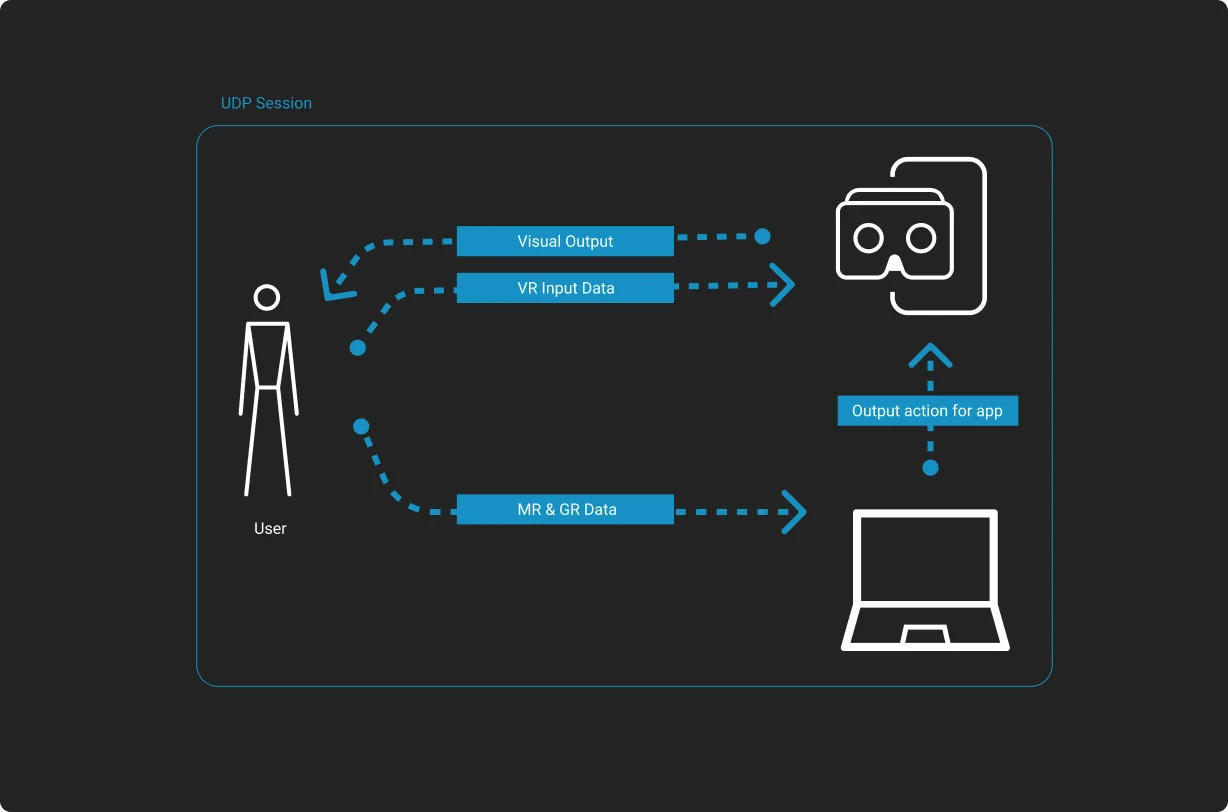 UDP Session
Visual Output
VR Input Data
Output action for app
MR & GR Data
User